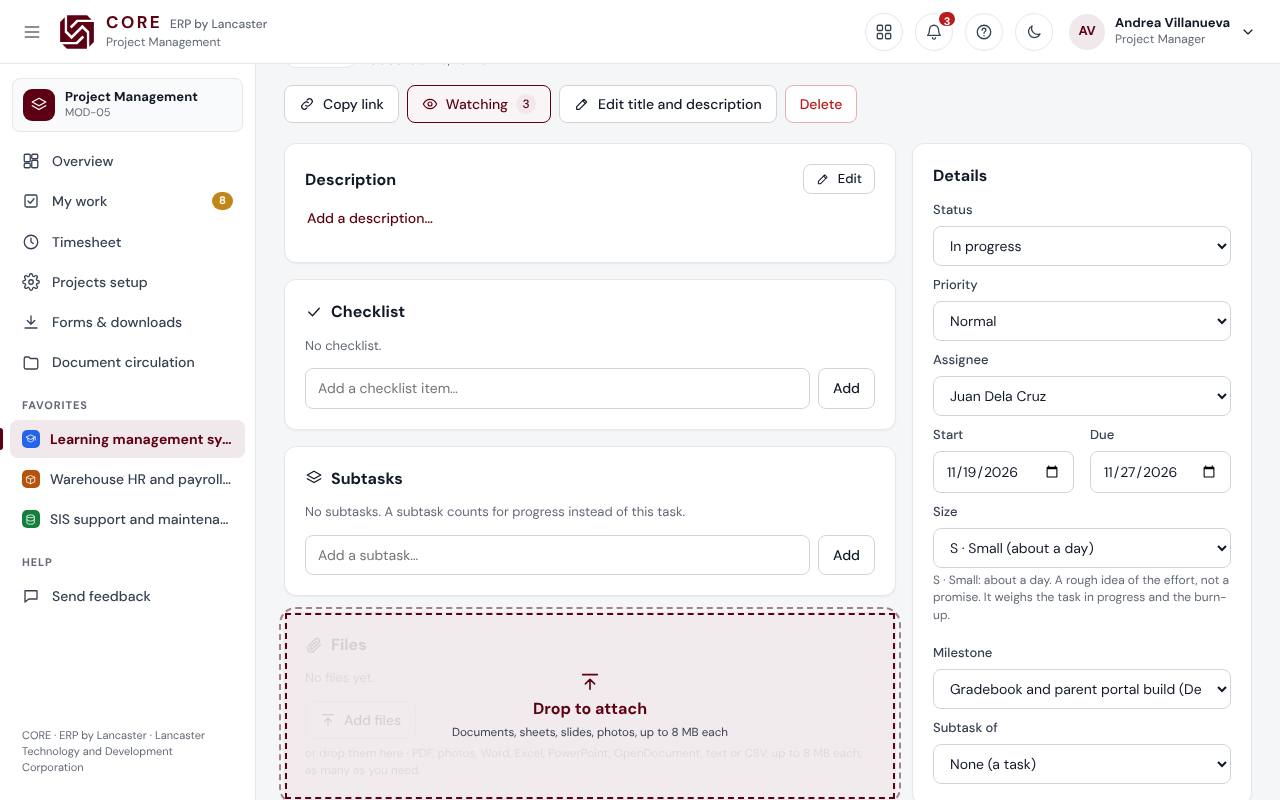 CORE ERP by Lancaster
Project Management
3
AV
Andrea Villanueva
Project Manager
Project Management
MOD-05
Overview
My work 8
Timesheet
Projects setup
Forms & downloads
Document circulation
FAVORITES
Learning management sy...
Warehouse HR and payroll...
SIS support and maintena...
HELP
Send feedback
CORE · ERP by Lancaster · Lancaster
Technology and Development
Corporation
Copy link
Watching 3
Edit title and description
Delete
Description
Edit
Add a description...
Checklist
No checklist.
Add a checklist item...
Add
Subtasks
No subtasks. A subtask counts for progress instead of this task.
Add a subtask...
Add
Files
No files yet.
Add files
Drop to attach
Documents, sheets, slides, photos, up to 8 MB each
or drop them here · PDF, photos, Word, Excel, PowerPoint, OpenDocument, text or CSV, up to 8 MB each,
as many as you need.
Details
Status
In progress
Priority
Normal
Assignee
Juan Dela Cruz
Start
Due
11/19/2026
11/27/2026
Size
S · Small (about a day)
S · Small: about a day. A rough idea of the effort, not a
promise. It weighs the task in progress and the burn-
up.
Milestone
Gradebook and parent portal build (De
Subtask of
None (a task)